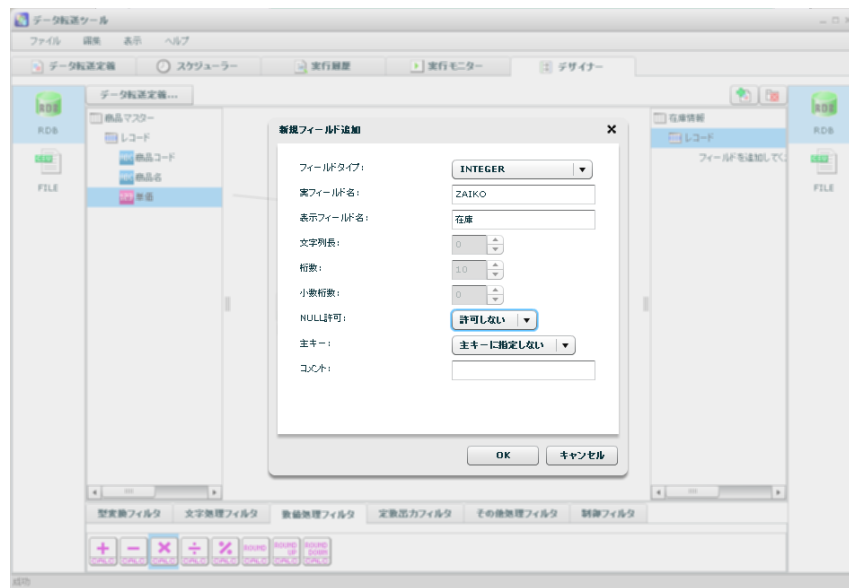 データ転送ツール
ファイル 編集 表示 ヘルプ
データ転送定義 スケジューラー 実行履歴 実行モニター デザイナー
データ転送定義...
RDB
RDB
FILE
商品マスター
レコード
商品コード
商品名
単価
新規フィールド追加
フィールドタイプ: INTEGER
実フィールド名: ZAIKO
表示フィールド名: 在庫
文字列長: 0
桁数: 10
小数桁数: 0
NULL許可: 許可しない
主キー: 主キーに指定しない
コメント:
OK キャンセル
在庫情報
レコード
フィールドを追加してく
RDB
RDB
FILE
型変換フィルタ 文字処理フィルタ 数値処理フィルタ 定数出力フィルタ その他処理フィルタ 制御フィルタ
CALC CALC CALC CALC CALC ROUND ROUND UP ROUND DOWN
成功